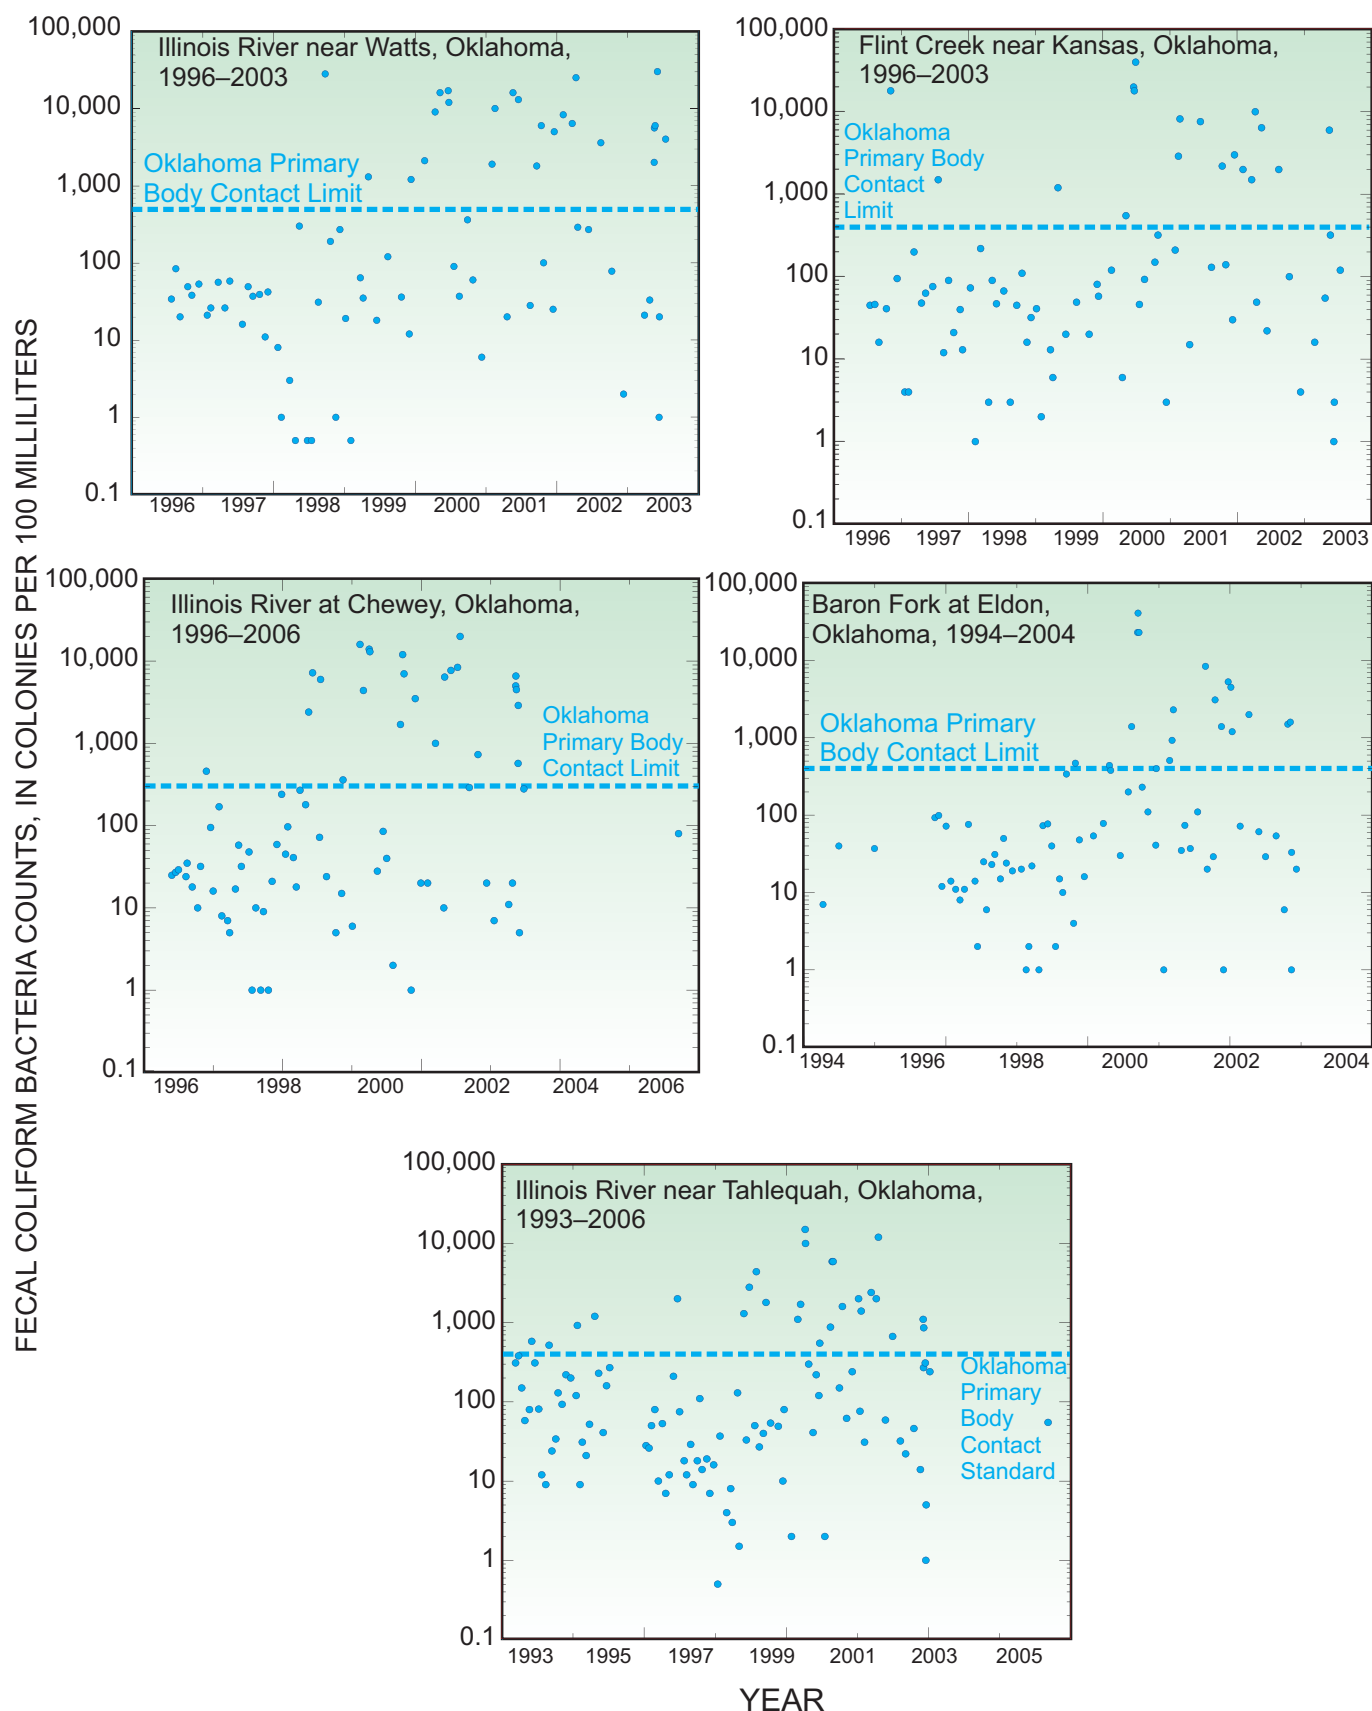 FECAL COLIFORM BACTERIA COUNTS, IN COLONIES PER 100 MILLILITERS
Illinois River near Watts, Oklahoma,
1996–2003
Oklahoma Primary
Body Contact Limit
100,000
10,000
1,000
100
10
1
0.1
1996 1997 1998 1999 2000 2001 2002 2003
Flint Creek near Kansas, Oklahoma,
1996–2003
Oklahoma
Primary Body
Contact
Limit
100,000
10,000
1,000
100
10
1
0.1
1996 1997 1998 1999 2000 2001 2002 2003
Illinois River at Chewey, Oklahoma,
1996–2006
Oklahoma
Primary Body
Contact Limit
100,000
10,000
1,000
100
10
1
0.1
1996 1998 2000 2002 2004 2006
Baron Fork at Eldon,
Oklahoma, 1994–2004
Oklahoma Primary
Body Contact Limit
100,000
10,000
1,000
100
10
1
0.1
1994 1996 1998 2000 2002 2004
Illinois River near Tahlequah, Oklahoma,
1993–2006
Oklahoma
Primary
Body
Contact
Standard
100,000
10,000
1,000
100
10
1
0.1
1993 1995 1997 1999 2001 2003 2005
YEAR